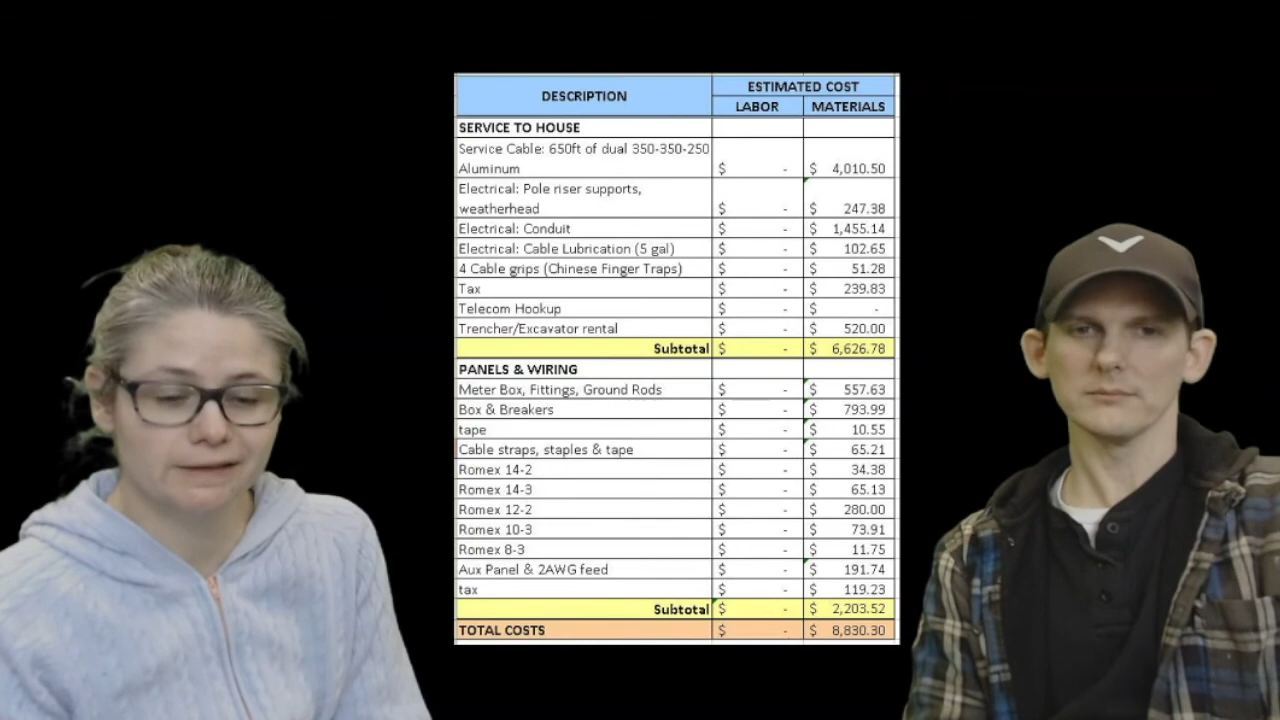 DESCRIPTION ESTIMATED COST
LABOR MATERIALS
SERVICE TO HOUSE
Service Cable: 650ft of dual 350-350-250
Aluminum $ - $ 4,010.50
Electrical: Pole riser supports,
weatherhead $ - $ 247.38
Electrical: Conduit $ - $ 1,455.14
Electrical: Cable Lubrication (5 gal) $ - $ 102.65
4 Cable grips (Chinese Finger Traps) $ - $ 51.28
Tax $ - $ 239.83
Telecom Hookup $ - $ -
Trencher/Excavator rental $ - $ 520.00
Subtotal $ - $ 6,626.78
PANELS & WIRING
Meter Box, Fittings, Ground Rods $ - $ 557.63
Box & Breakers $ - $ 793.99
tape $ - $ 10.55
Cable straps, staples & tape $ - $ 65.21
Romex 14-2 $ - $ 34.38
Romex 14-3 $ - $ 65.13
Romex 12-2 $ - $ 280.00
Romex 10-3 $ - $ 73.91
Romex 8-3 $ - $ 11.75
Aux Panel & 2AWG feed $ - $ 191.74
tax $ - $ 119.23
Subtotal $ - $ 2,203.52
TOTAL COSTS $ - $ 8,830.30